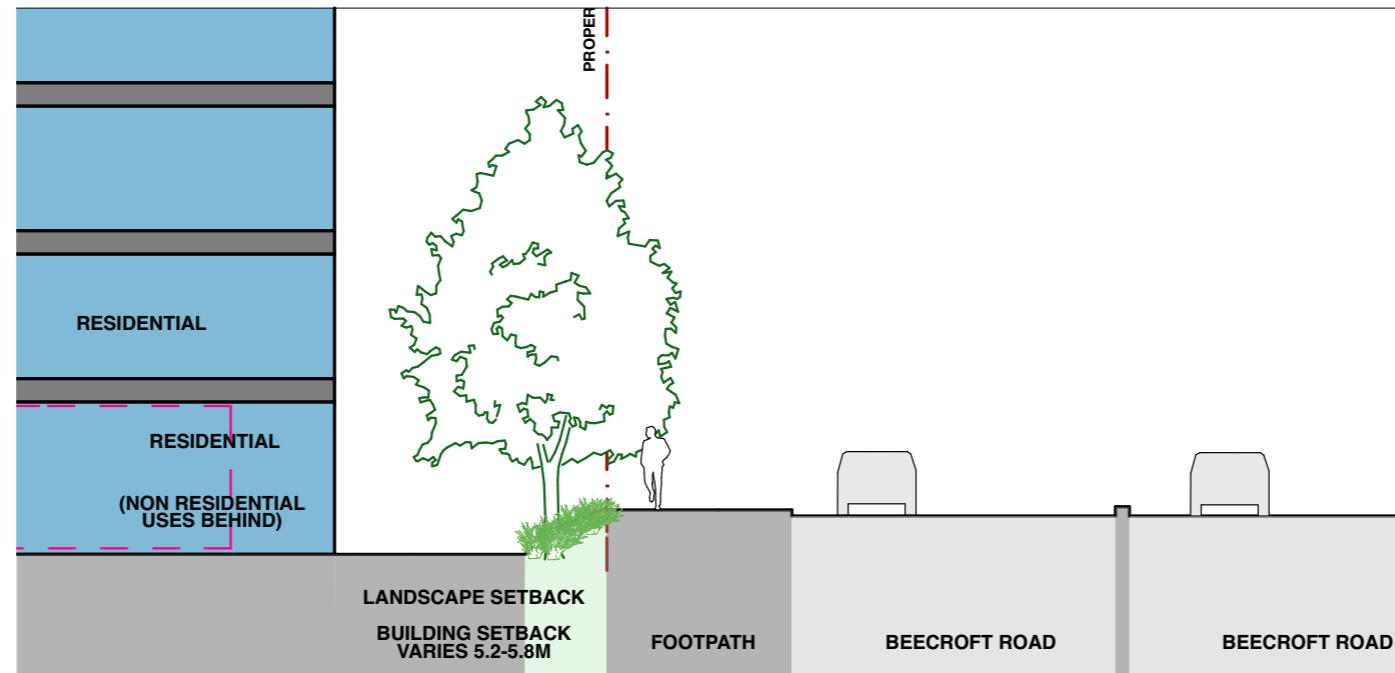 PROPER
RESIDENTIAL
RESIDENTIAL
(NON RESIDENTIAL
USES BEHIND)
LANDSCAPE SETBACK
BUILDING SETBACK
VARIES 5.2-5.8M
FOOTPATH
BEECROFT ROAD
BEECROFT ROAD